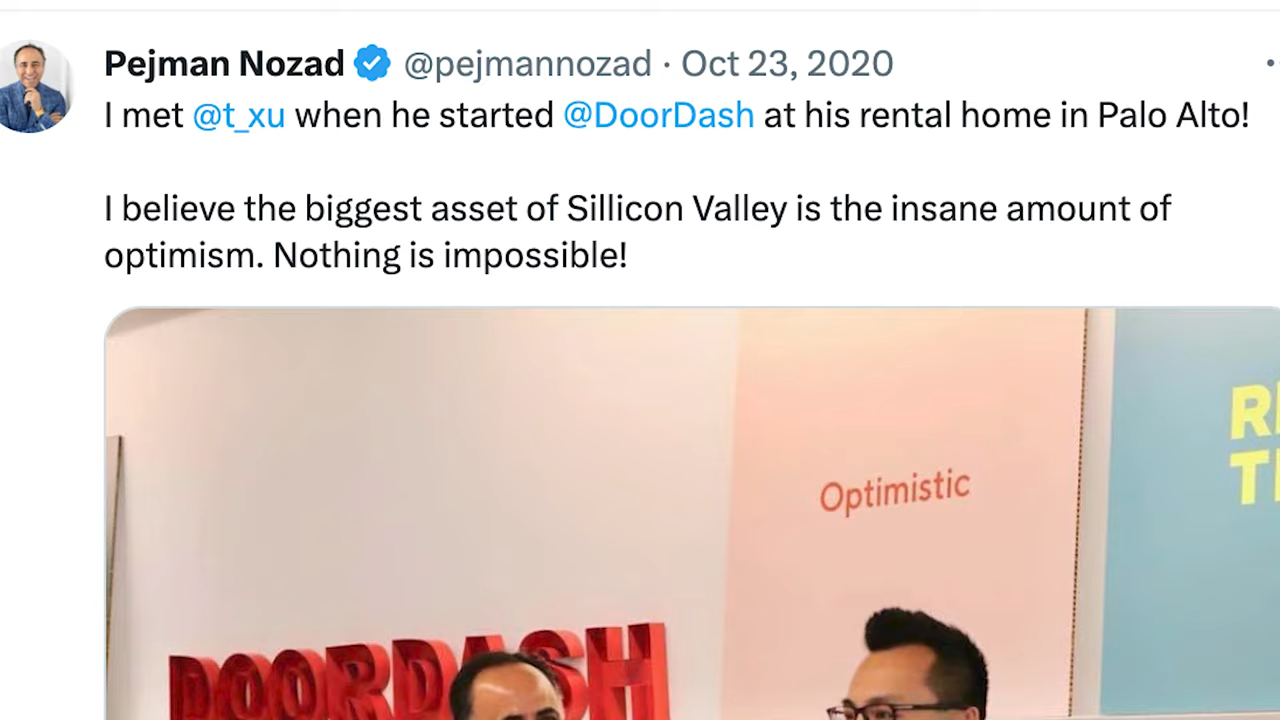 Pejman Nozad @pejmannozad · Oct 23, 2020
I met @t_xu when he started @DoorDash at his rental home in Palo Alto!
I believe the biggest asset of Sillicon Valley is the insane amount of
optimism. Nothing is impossible!
Optimistic
DOORDASH